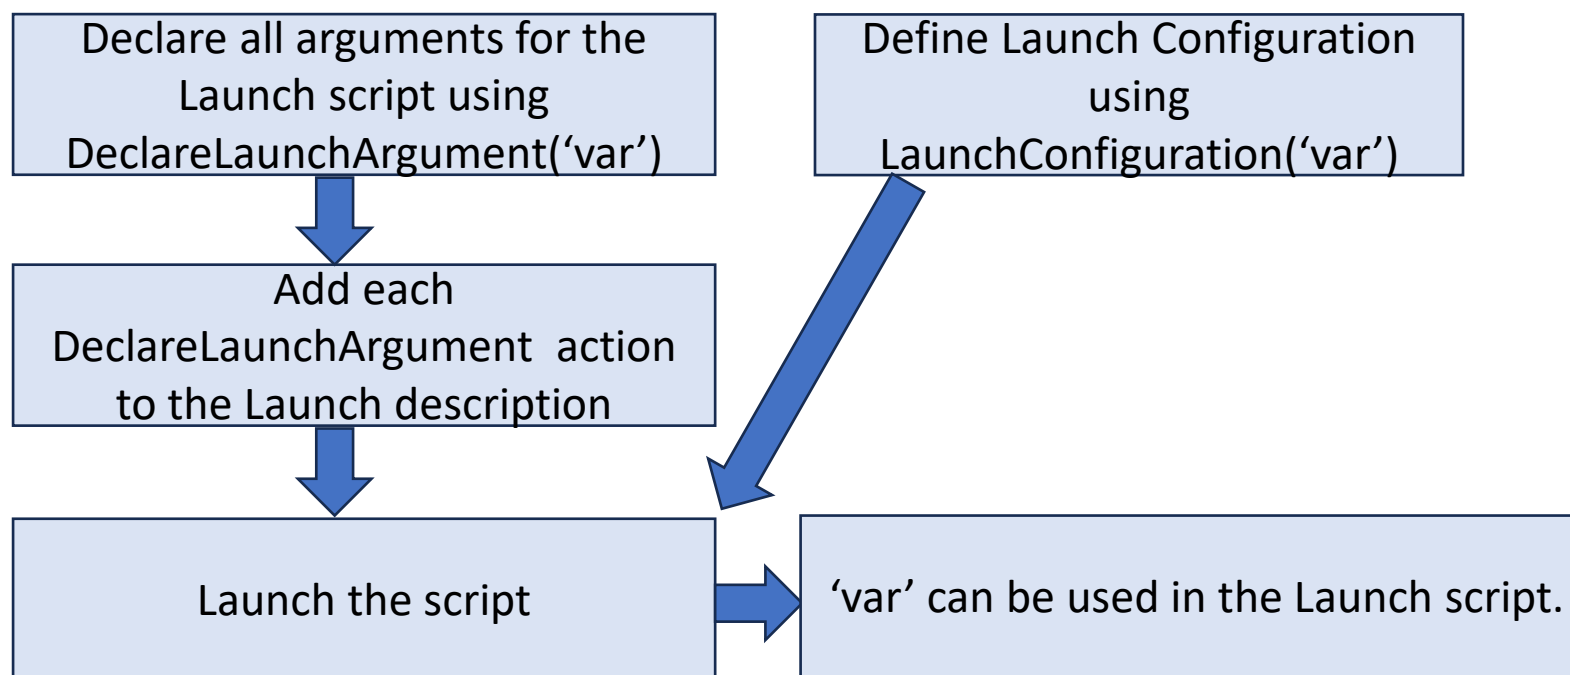 Declare all arguments for the
Launch script using
DeclareLaunchArgument(‘var’)
Define Launch Configuration
using
LaunchConfiguration(‘var’)
Add each
DeclareLaunchArgument  action
to the Launch description
Launch the script
‘var’ can be used in the Launch script.